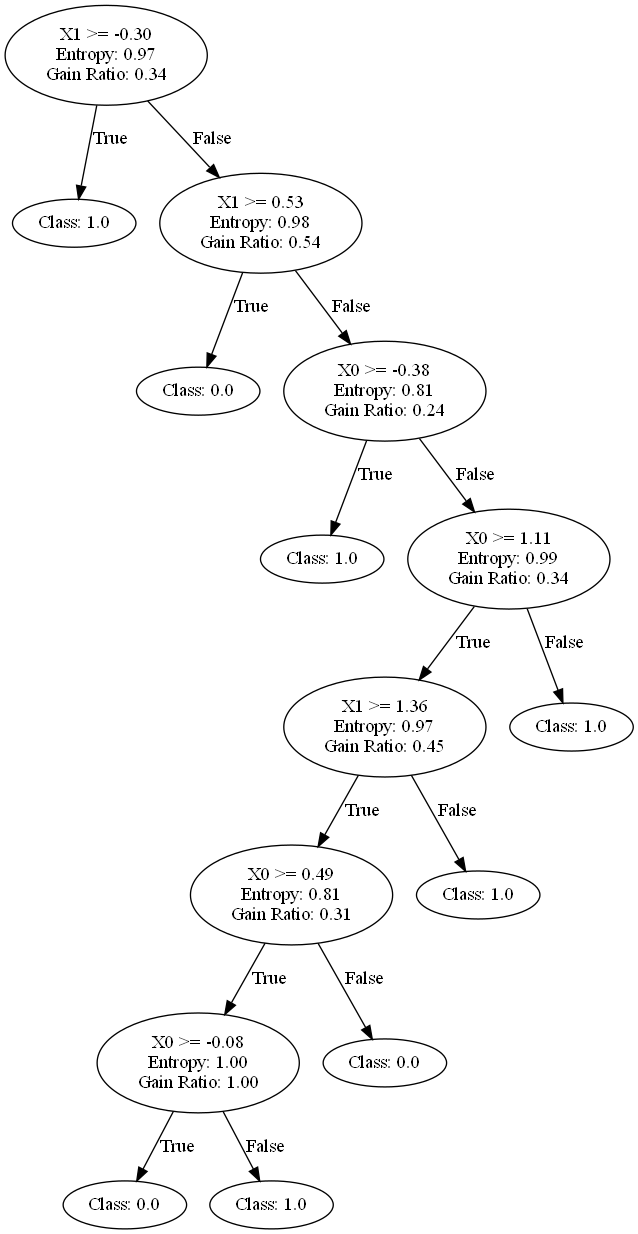 X1 >= -0.30
Entropy: 0.97
Gain Ratio: 0.34
True
False
Class: 1.0
X1 >= 0.53
Entropy: 0.98
Gain Ratio: 0.54
True
False
Class: 0.0
X0 >= -0.38
Entropy: 0.81
Gain Ratio: 0.24
True
False
Class: 1.0
X0 >= 1.11
Entropy: 0.99
Gain Ratio: 0.34
True
False
X1 >= 1.36
Entropy: 0.97
Gain Ratio: 0.45
Class: 1.0
True
False
X0 >= 0.49
Entropy: 0.81
Gain Ratio: 0.31
Class: 1.0
True
False
X0 >= -0.08
Entropy: 1.00
Gain Ratio: 1.00
Class: 0.0
True
False
Class: 0.0
Class: 1.0